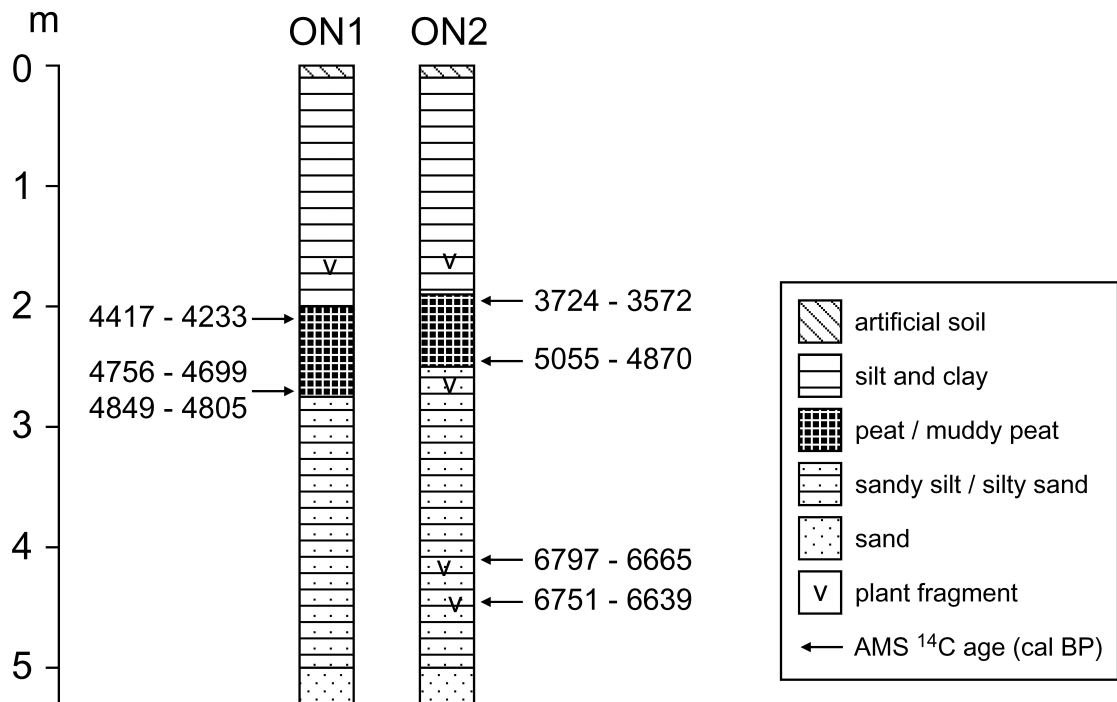 m
ON1 ON2
0
1
2
3
4
5
4417 - 4233
4756 - 4699
4849 - 4805
3724 - 3572
5055 - 4870
6797 - 6665
6751 - 6639
v
v
v
v
v
artificial soil
silt and clay
peat / muddy peat
sandy silt / silty sand
sand
v plant fragment
AMS ¹⁴C age (cal BP)